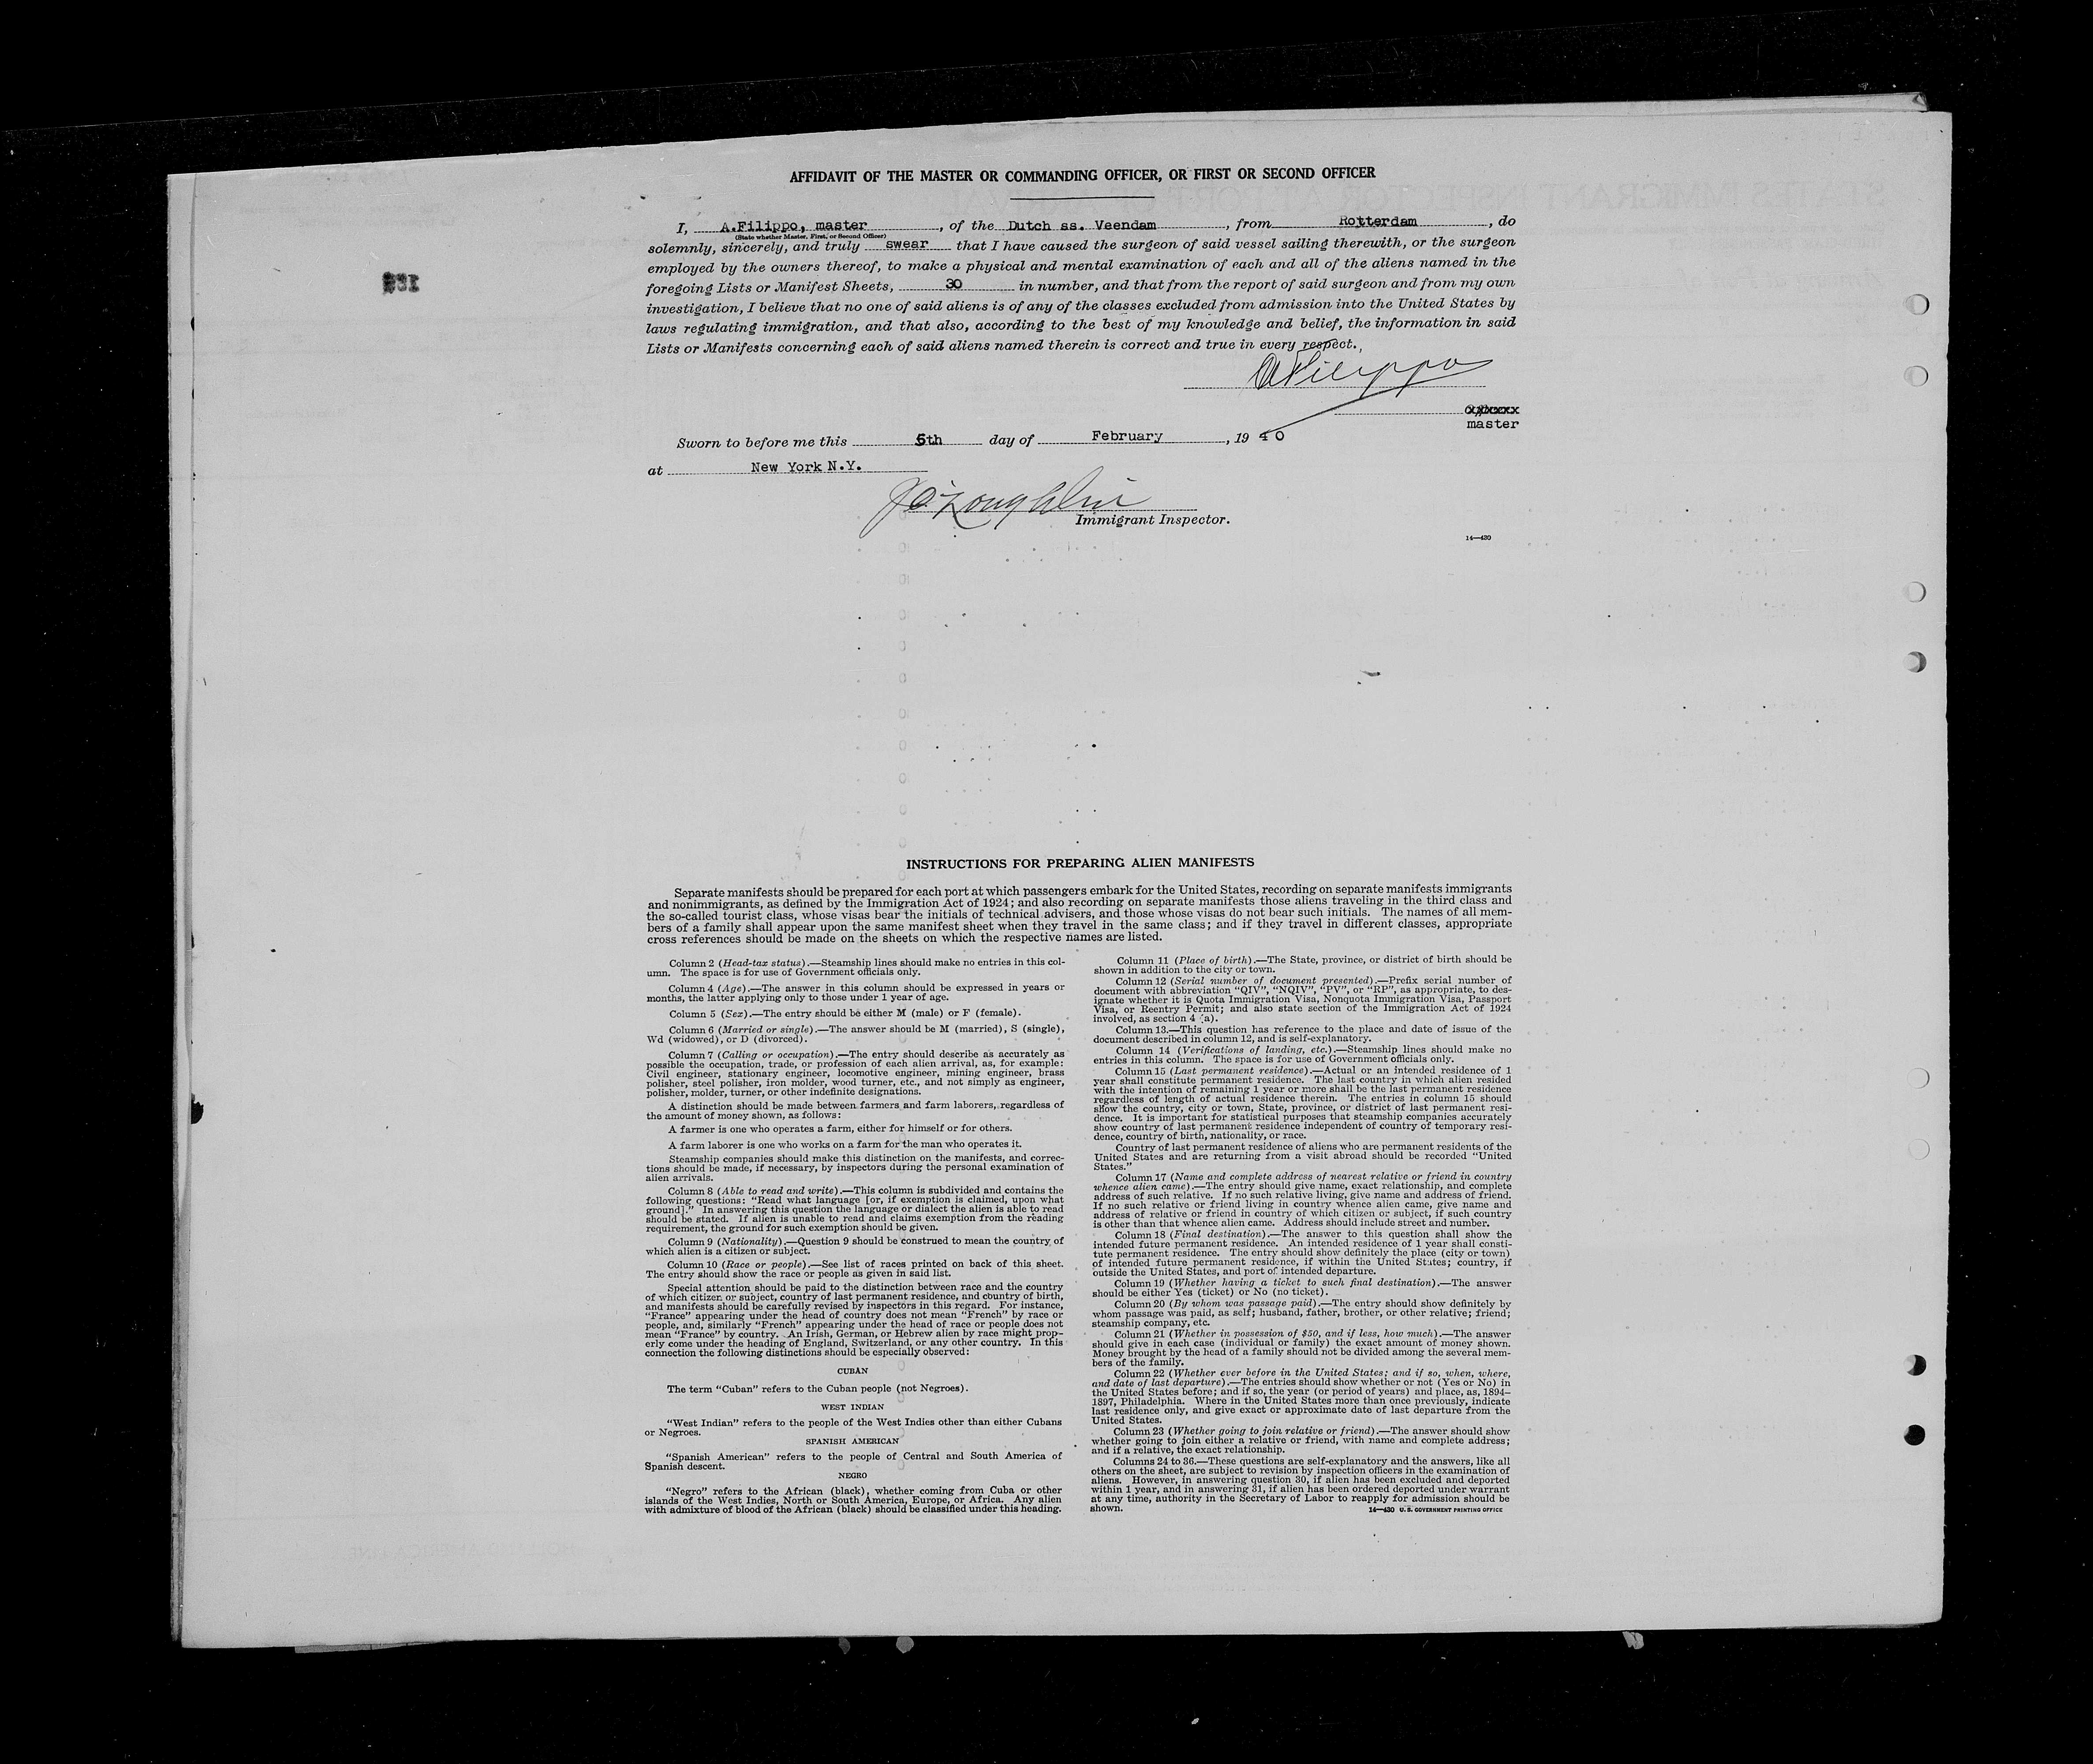 AFFIDAVIT OF THE MASTER OR COMMANDING OFFICER, OR FIRST OR SECOND OFFICER
I, A.Filippo, master, of the Dutch ss. Veendam, from Rotterdam, do
(State whether Master, First, or Second Officer)
solemnly, sincerely, and truly swear that I have caused the surgeon of said vessel sailing therewith, or the surgeon
employed by the owners thereof, to make a physical and mental examination of each and all of the aliens named in the
foregoing Lists or Manifest Sheets, 30 in number, and that from the report of said surgeon and from my own
investigation, I believe that no one of said aliens is of any of the classes excluded from admission into the United States by
laws regulating immigration, and that also, according to the best of my knowledge and belief, the information in said
Lists or Manifests concerning each of said aliens named therein is correct and true in every respect.
AFilippo
master
Sworn to before me this 5th day of February, 19 40
at New York N.Y.
J O'Loughlin
Immigrant Inspector.
14—430
INSTRUCTIONS FOR PREPARING ALIEN MANIFESTS
Separate manifests should be prepared for each port at which passengers embark for the United States, recording on separate manifests immigrants
and nonimmigrants, as defined by the Immigration Act of 1924; and also recording on separate manifests those aliens traveling in the third class and
the so-called tourist class, whose visas bear the initials of technical advisers, and those whose visas do not bear such initials. The names of all mem-
bers of a family shall appear upon the same manifest sheet when they travel in the same class; and if they travel in different classes, appropriate
cross references should be made on the sheets on which the respective names are listed.
Column 2 (Head-tax status).—Steamship lines should make no entries in this col-
umn. The space is for use of Government officials only.
Column 4 (Age).—The answer in this column should be expressed in years or
months, the latter applying only to those under 1 year of age.
Column 5 (Sex).—The entry should be either M (male) or F (female).
Column 6 (Married or single).—The answer should be M (married), S (single),
Wd (widowed), or D (divorced).
Column 7 (Calling or occupation).—The entry should describe as accurately as
possible the occupation, trade, or profession of each alien arrival, as, for example:
Civil engineer, stationary engineer, locomotive engineer, mining engineer, brass
polisher, steel polisher, iron molder, wood turner, etc., and not simply as engineer,
polisher, molder, turner, or other indefinite designations.
A distinction should be made between farmers and farm laborers, regardless of
the amount of money shown, as follows:
A farmer is one who operates a farm, either for himself or for others.
A farm laborer is one who works on a farm for the man who operates it.
Steamship companies should make this distinction on the manifests, and correc-
tions should be made, if necessary, by inspectors during the personal examination of
alien arrivals.
Column 8 (Able to read and write).—This column is subdivided and contains the
following questions: "Read what language [or, if exemption is claimed, upon what
ground]." In answering this question the language or dialect the alien is able to read
should be stated. If alien is unable to read and claims exemption from the reading
requirement, the ground for such exemption should be given.
Column 9 (Nationality).—Question 9 should be construed to mean the country of
which alien is a citizen or subject.
Column 10 (Race or people).—See list of races printed on back of this sheet.
The entry should show the race or people as given in said list.
Special attention should be paid to the distinction between race and the country
of which citizen or subject, country of last permanent residence, and country of birth,
and manifests should be carefully revised by inspectors in this regard. For instance,
"France" appearing under the head of country does not mean "French" by race or
people, and, similarly "French" appearing under the head of race or people does not
mean "France" by country. An Irish, German, or Hebrew alien by race might prop-
erly come under the heading of England, Switzerland, or any other country. In this
connection the following distinctions should be especially observed:
CUBAN
The term "Cuban" refers to the Cuban people (not Negroes).
WEST INDIAN
"West Indian" refers to the people of the West Indies other than either Cubans
or Negroes.
SPANISH AMERICAN
"Spanish American" refers to the people of Central and South America of
Spanish descent.
NEGRO
"Negro" refers to the African (black), whether coming from Cuba or other
islands of the West Indies, North or South America, Europe, or Africa. Any alien
with admixture of blood of the African (black) should be classified under this heading.
Column 11 (Place of birth).—The State, province, or district of birth should be
shown in addition to the city or town.
Column 12 (Serial number of document presented).—Prefix serial number of
document with abbreviation "QIV", "NQIV", "PV", or "RP", as appropriate, to des-
ignate whether it is Quota Immigration Visa, Nonquota Immigration Visa, Passport
Visa, or Reentry Permit; and also state section of the Immigration Act of 1924
involved, as section 4 (a).
Column 13.—This question has reference to the place and date of issue of the
document described in column 12, and is self-explanatory.
Column 14 (Verifications of landing, etc.).—Steamship lines should make no
entries in this column. The space is for use of Government officials only.
Column 15 (Last permanent residence).—Actual or an intended residence of 1
year shall constitute permanent residence. The last country in which alien resided
with the intention of remaining 1 year or more shall be the last permanent residence
regardless of length of actual residence therein. The entries in column 15 should
show the country, city or town, State, province, or district of last permanent resi-
dence. It is important for statistical purposes that steamship companies accurately
show country of last permanent residence independent of country of temporary resi-
dence, country of birth, nationality, or race.
Country of last permanent residence of aliens who are permanent residents of the
United States and are returning from a visit abroad should be recorded "United
States."
Column 17 (Name and complete address of nearest relative or friend in country
whence alien came).—The entry should give name, exact relationship, and complete
address of such relative. If no such relative living, give name and address of friend.
If no such relative or friend living in country whence alien came, give name and
address of relative or friend in country of which citizen or subject, if such country
is other than that whence alien came. Address should include street and number.
Column 18 (Final destination).—The answer to this question shall show the
intended future permanent residence. An intended residence of 1 year shall consti-
tute permanent residence. The entry should show definitely the place (city or town)
of intended future permanent residence, if within the United States; country, if
outside the United States, and port of intended departure.
Column 19 (Whether having a ticket to such final destination).—The answer
should be either Yes (ticket) or No (no ticket).
Column 20 (By whom was passage paid).—The entry should show definitely by
whom passage was paid, as self; husband, father, brother, or other relative; friend;
steamship company, etc.
Column 21 (Whether in possession of $50, and if less, how much).—The answer
should give in each case (individual or family) the exact amount of money shown.
Money brought by the head of a family should not be divided among the several mem-
bers of the family.
Column 22 (Whether ever before in the United States; and if so, when, where,
and date of last departure).—The entries should show whether or not (Yes or No) in
the United States before; and if so, the year (or period of years) and place, as, 1894–
1897, Philadelphia. Where in the United States more than once previously, indicate
last residence only, and give exact or approximate date of last departure from the
United States.
Column 23 (Whether going to join relative or friend).—The answer should show
whether going to join either a relative or friend, with name and complete address;
and if a relative, the exact relationship.
Columns 24 to 36.—These questions are self-explanatory and the answers, like all
others on the sheet, are subject to revision by inspection officers in the examination of
aliens. However, in answering question 30, if alien has been excluded and deported
within 1 year, and in answering 31, if alien has been ordered deported under warrant
at any time, authority in the Secretary of Labor to reapply for admission should be
shown.
14—430 U. S. GOVERNMENT PRINTING OFFICE